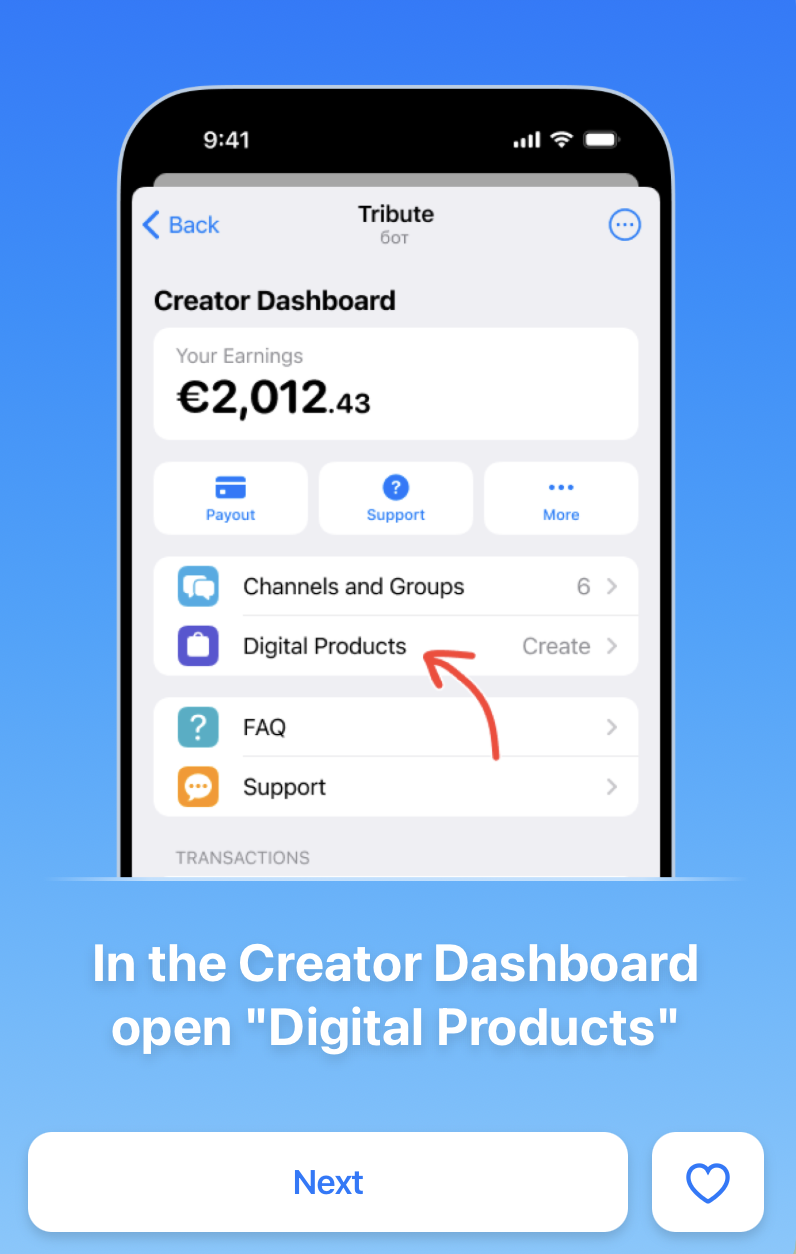 9:41
Back
Tribute
бот
Creator Dashboard
Your Earnings
€2,012.43
Payout
Support
More
Channels and Groups 6
Digital Products Create
FAQ
Support
TRANSACTIONS
In the Creator Dashboard
open "Digital Products"
Next